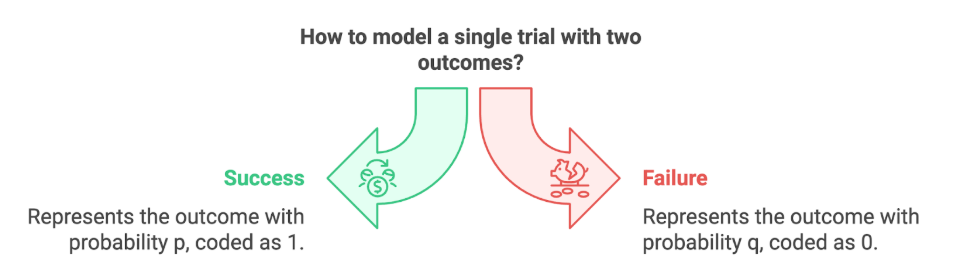 How to model a single trial with two
outcomes?
Success
Represents the outcome with
probability p, coded as 1.
Failure
Represents the outcome with
probability q, coded as 0.
$